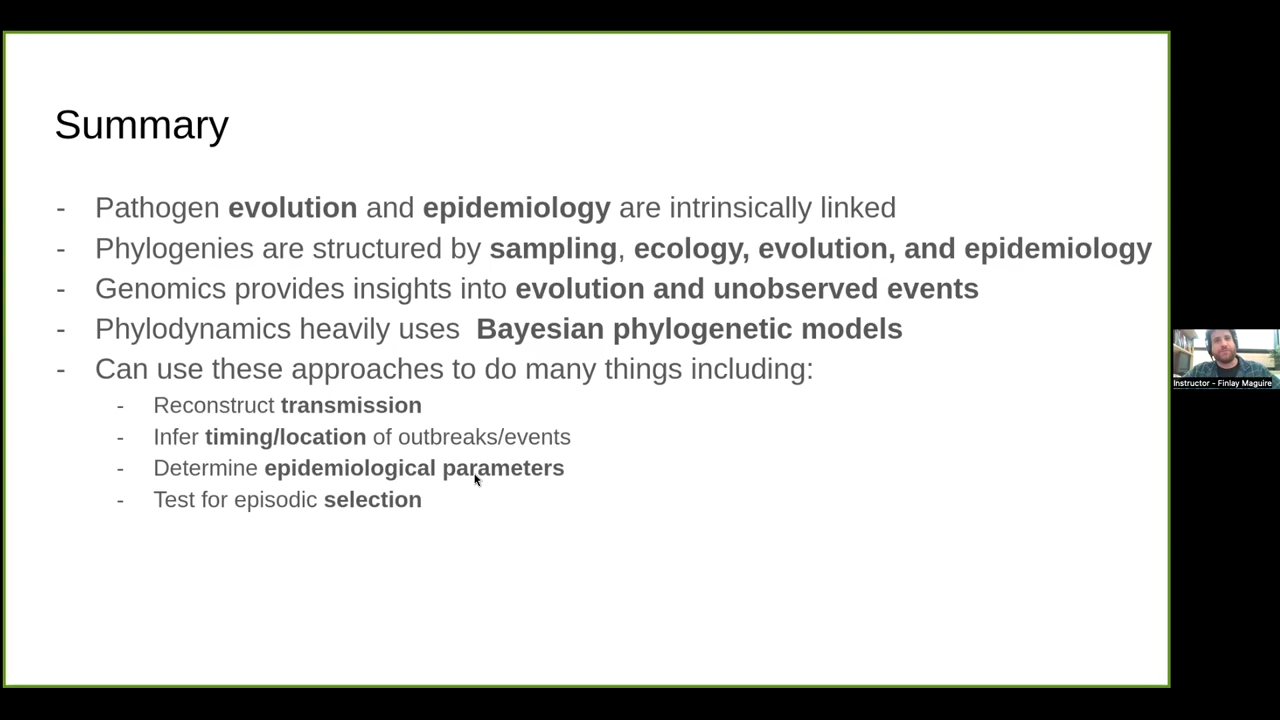 Summary
- Pathogen evolution and epidemiology are intrinsically linked
- Phylogenies are structured by sampling, ecology, evolution, and epidemiology
- Genomics provides insights into evolution and unobserved events
- Phylodynamics heavily uses  Bayesian phylogenetic models
- Can use these approaches to do many things including:
- Reconstruct transmission
- Infer timing/location of outbreaks/events
- Determine epidemiological parameters
- Test for episodic selection
Instructor - Finlay Maguire